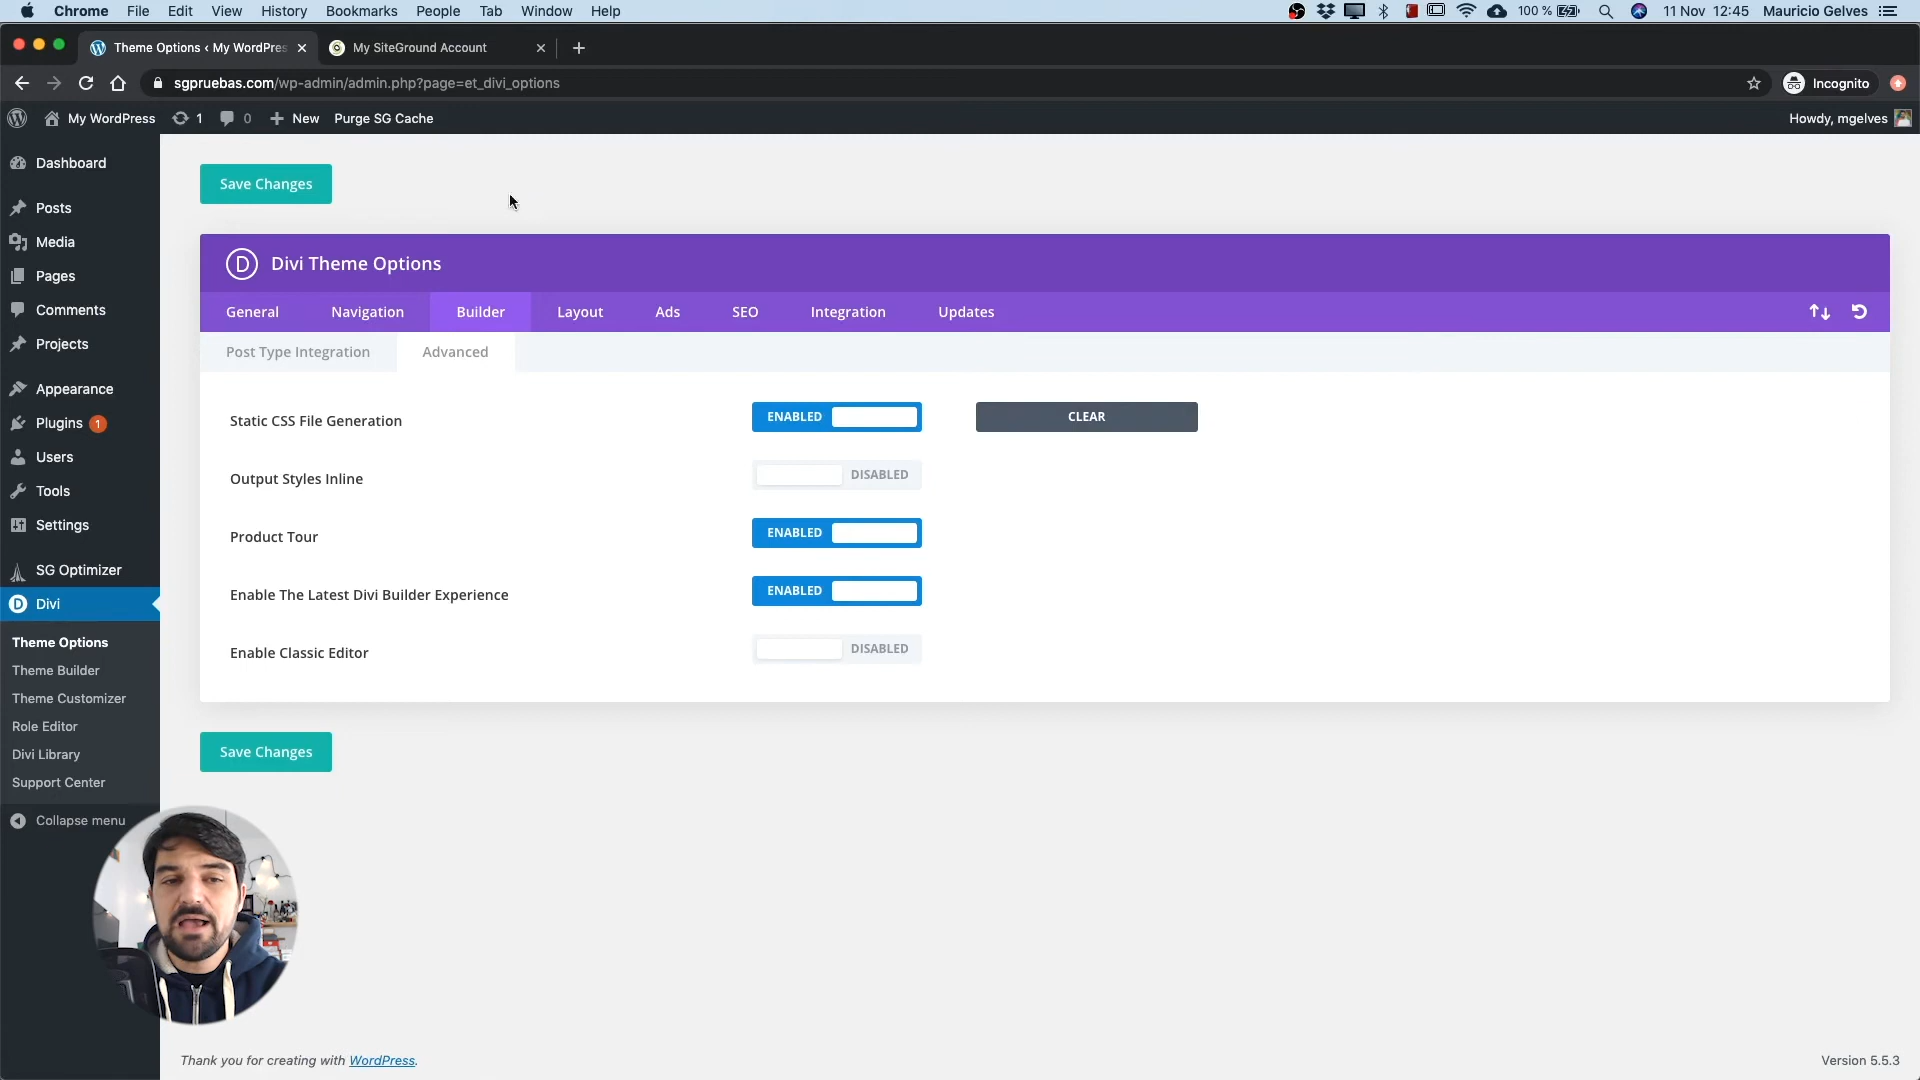 Chrome File Edit View History Bookmarks People Tab Window Help 100 % 11 Nov 12:45 Mauricio Gelves
Theme Options ‹ My WordPres My SiteGround Account
sgpruebas.com/wp-admin/admin.php?page=et_divi_options Incognito
My WordPress 1 0 New Purge SG Cache Howdy, mgelves
Dashboard
Posts
Media
Pages
Comments
Projects
Appearance
Plugins 1
Users
Tools
Settings
SG Optimizer
D Divi
Theme Options
Theme Builder
Theme Customizer
Role Editor
Divi Library
Support Center
Collapse menu
Save Changes
D Divi Theme Options
General Navigation Builder Layout Ads SEO Integration Updates
Post Type Integration Advanced
Static CSS File Generation ENABLED CLEAR
Output Styles Inline DISABLED
Product Tour ENABLED
Enable The Latest Divi Builder Experience ENABLED
Enable Classic Editor DISABLED
Save Changes
Thank you for creating with WordPress. Version 5.5.3